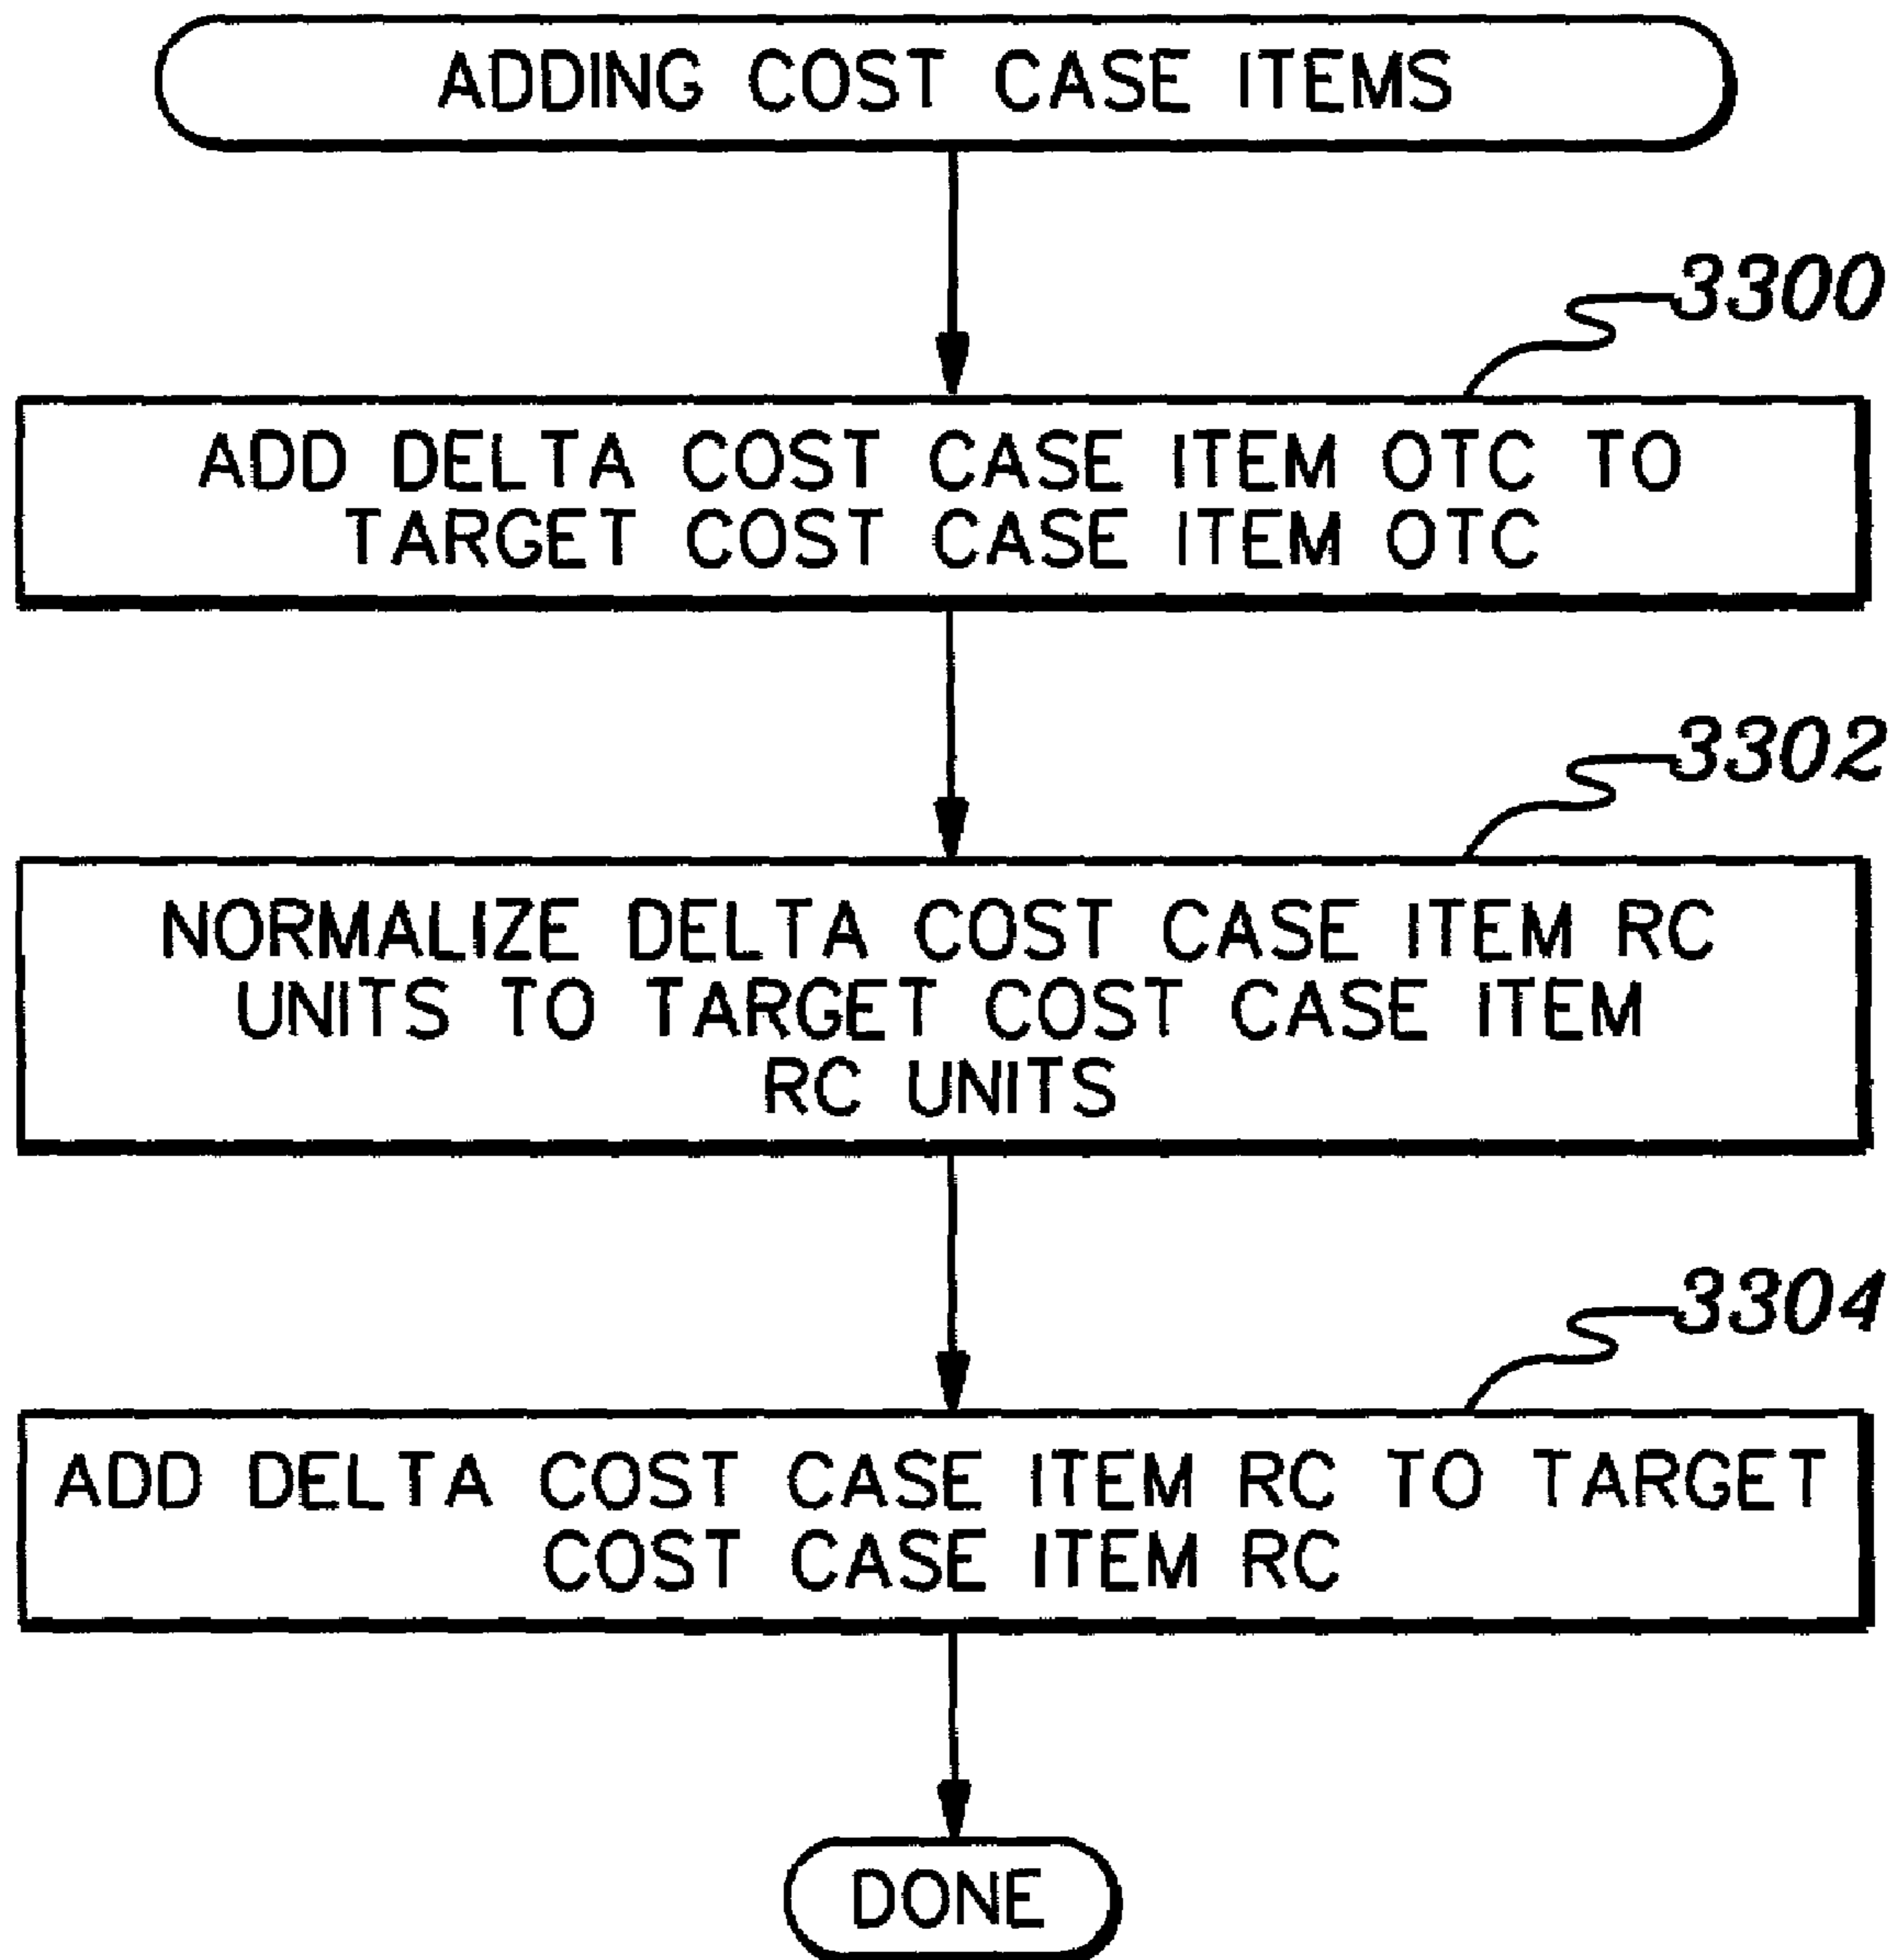 ADDING COST CASE ITEMS
3300
ADD DELTA COST CASE ITEM OTC TO
TARGET COST CASE ITEM OTC
3302
NORMALIZE DELTA COST CASE ITEM RC
UNITS TO TARGET COST CASE ITEM
RC UNITS
3304
ADD DELTA COST CASE ITEM RC TO TARGET
COST CASE ITEM RC
DONE